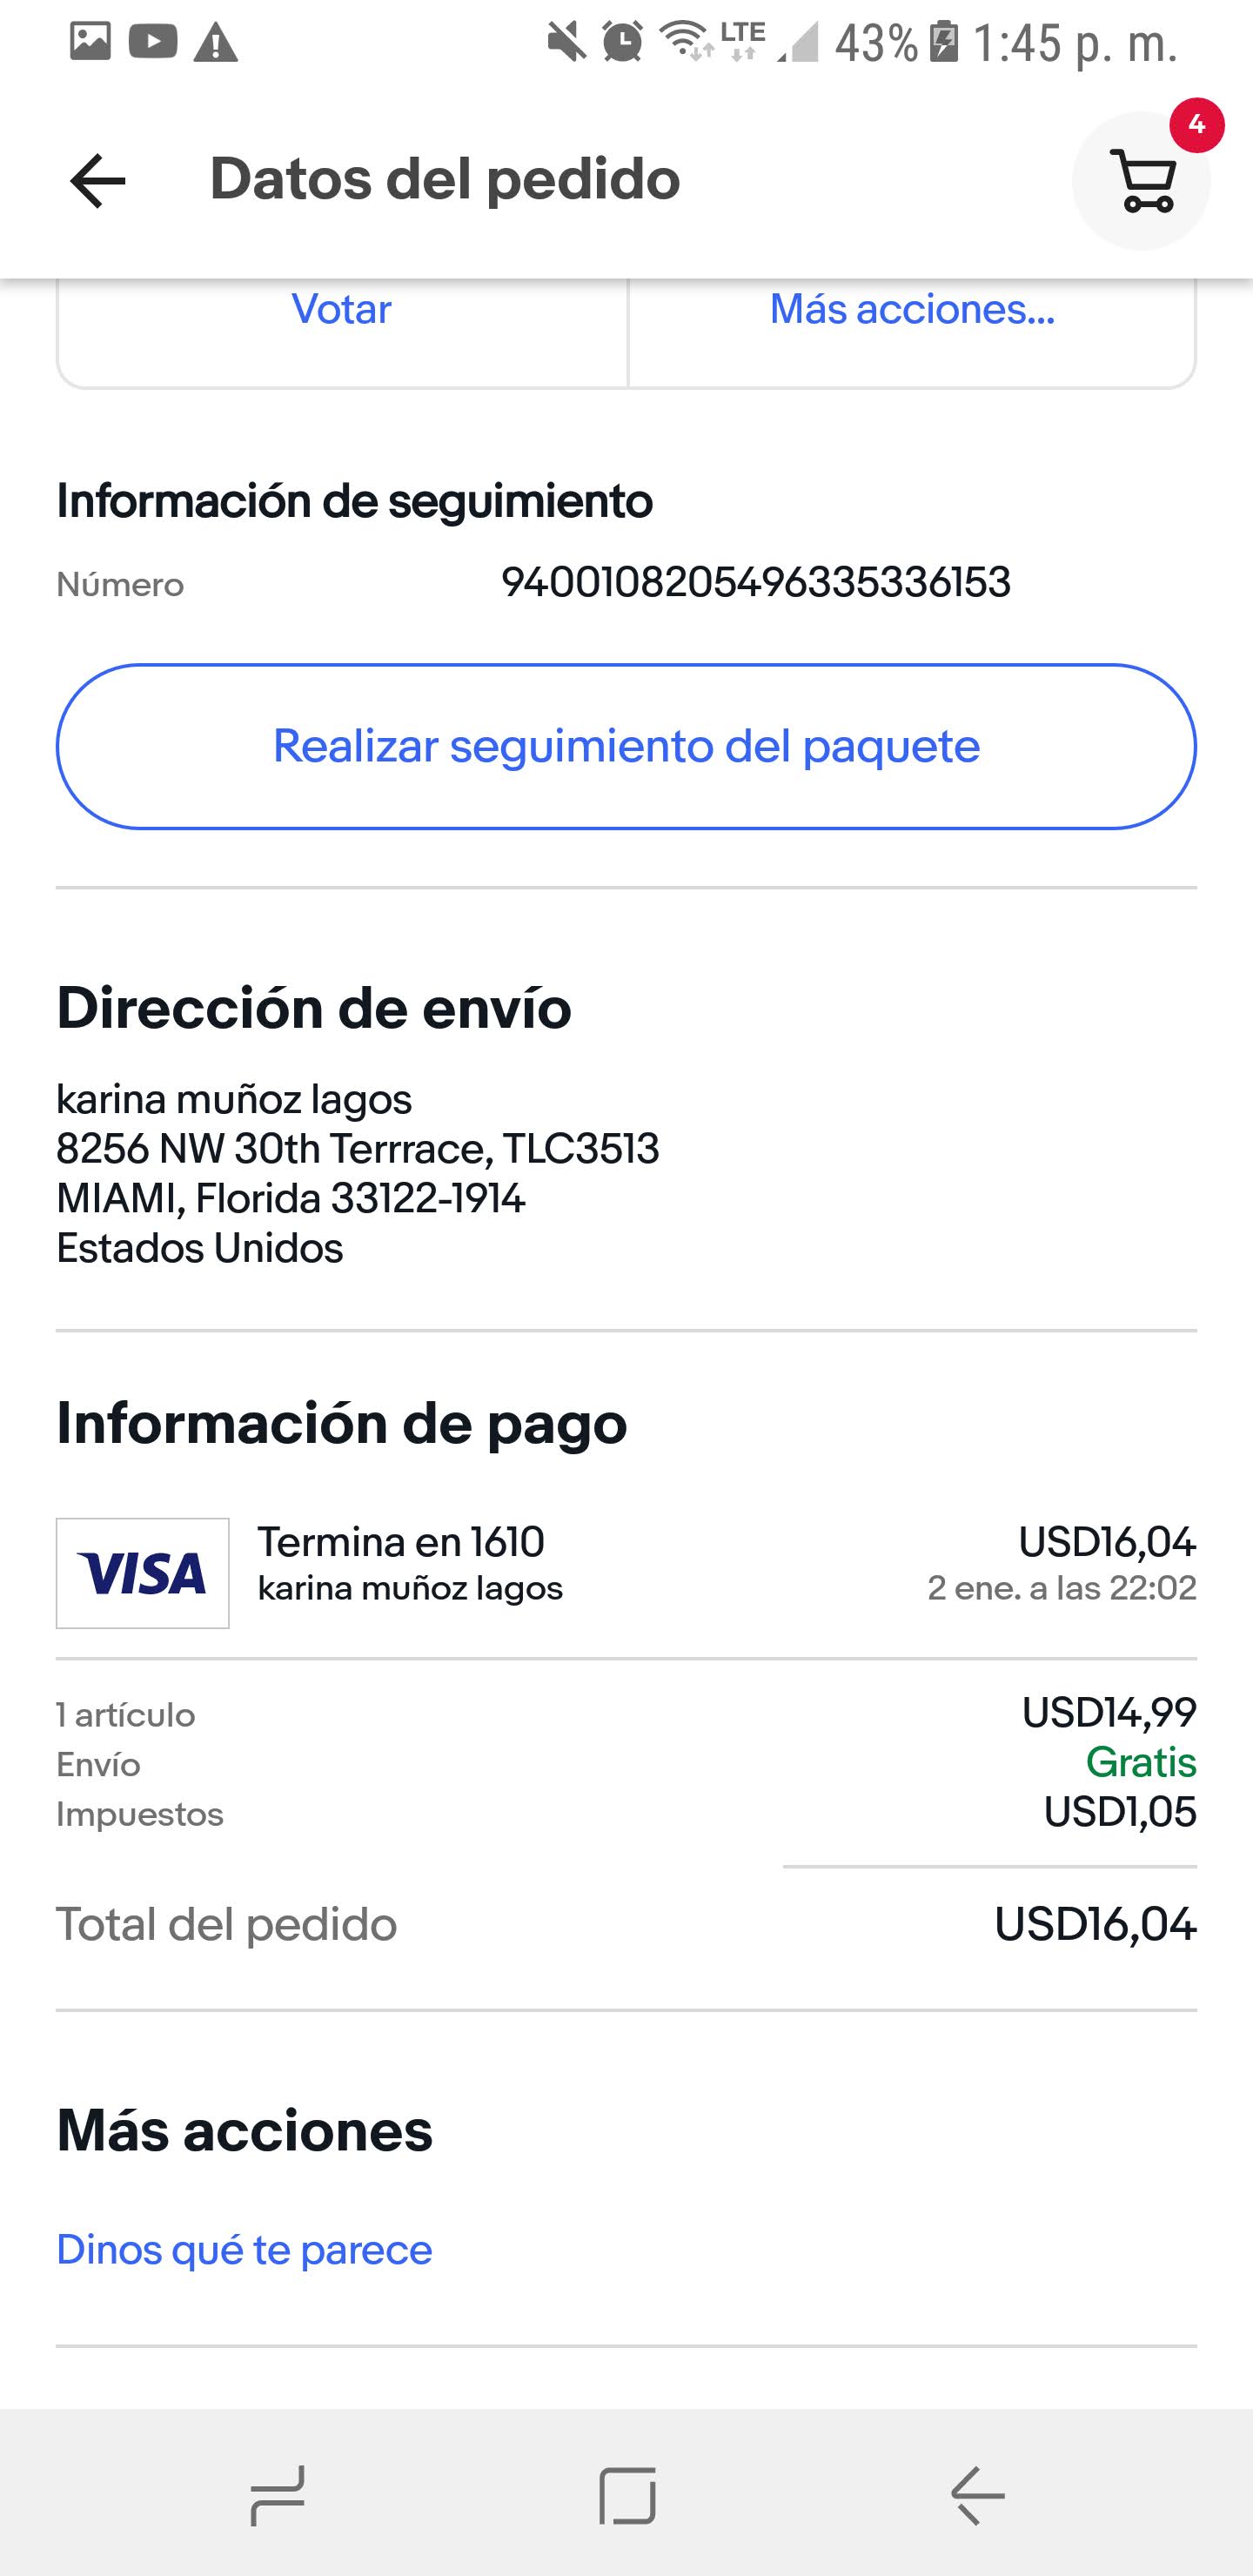 LTE 43% 1:45 p. m.
Datos del pedido
4
Votar
Más acciones...
Información de seguimiento
Número 9400108205496335336153
Realizar seguimiento del paquete
Dirección de envío
karina muñoz lagos
8256 NW 30th Terrrace, TLC3513
MIAMI, Florida 33122-1914
Estados Unidos
Información de pago
VISA
Termina en 1610 USD16,04
karina muñoz lagos 2 ene. a las 22:02
1 artículo USD14,99
Envío Gratis
Impuestos USD1,05
Total del pedido USD16,04
Más acciones
Dinos qué te parece